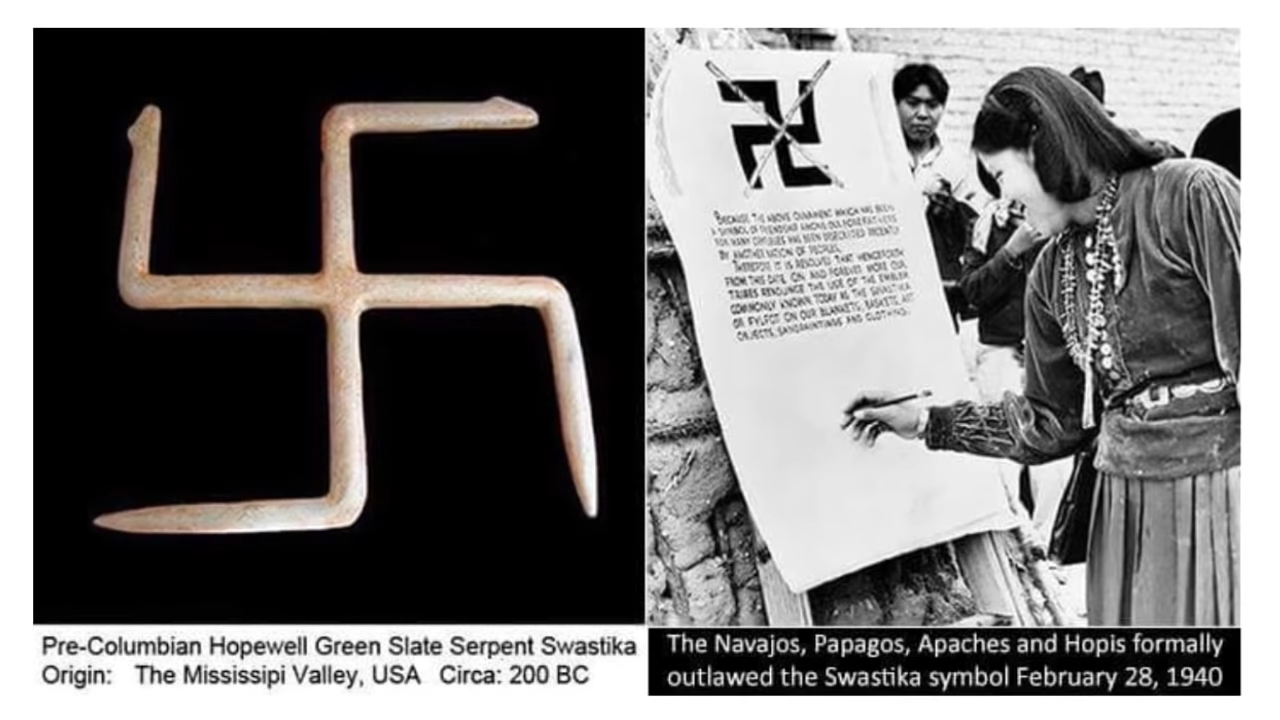 BECAUSE THE ABOVE ORNAMENT WHICH HAS BEEN
A SYMBOL OF FRIENDSHIP AMONG OUR FOREFATHERS
FOR MANY CENTURIES HAS BEEN DESECRATED RECENTLY
BY ANOTHER NATION OF PEOPLES.
THEREFORE IT IS RESOLVED THAT HENCEFORTH
FROM THIS DATE ON AND FOREVER MORE OUR
TRIBES RENOUNCE THE USE OF THE EMBLEM
COMMONLY KNOWN TODAY AS THE SWASTIKA
OR FYLFOT ON OUR BLANKETS, BASKETS, ART
OBJECTS, SANDPAINTINGS AND CLOTHING.
Pre-Columbian Hopewell Green Slate Serpent Swastika
Origin: The Mississipi Valley, USA Circa: 200 BC
The Navajos, Papagos, Apaches and Hopis formally
outlawed the Swastika symbol February 28, 1940